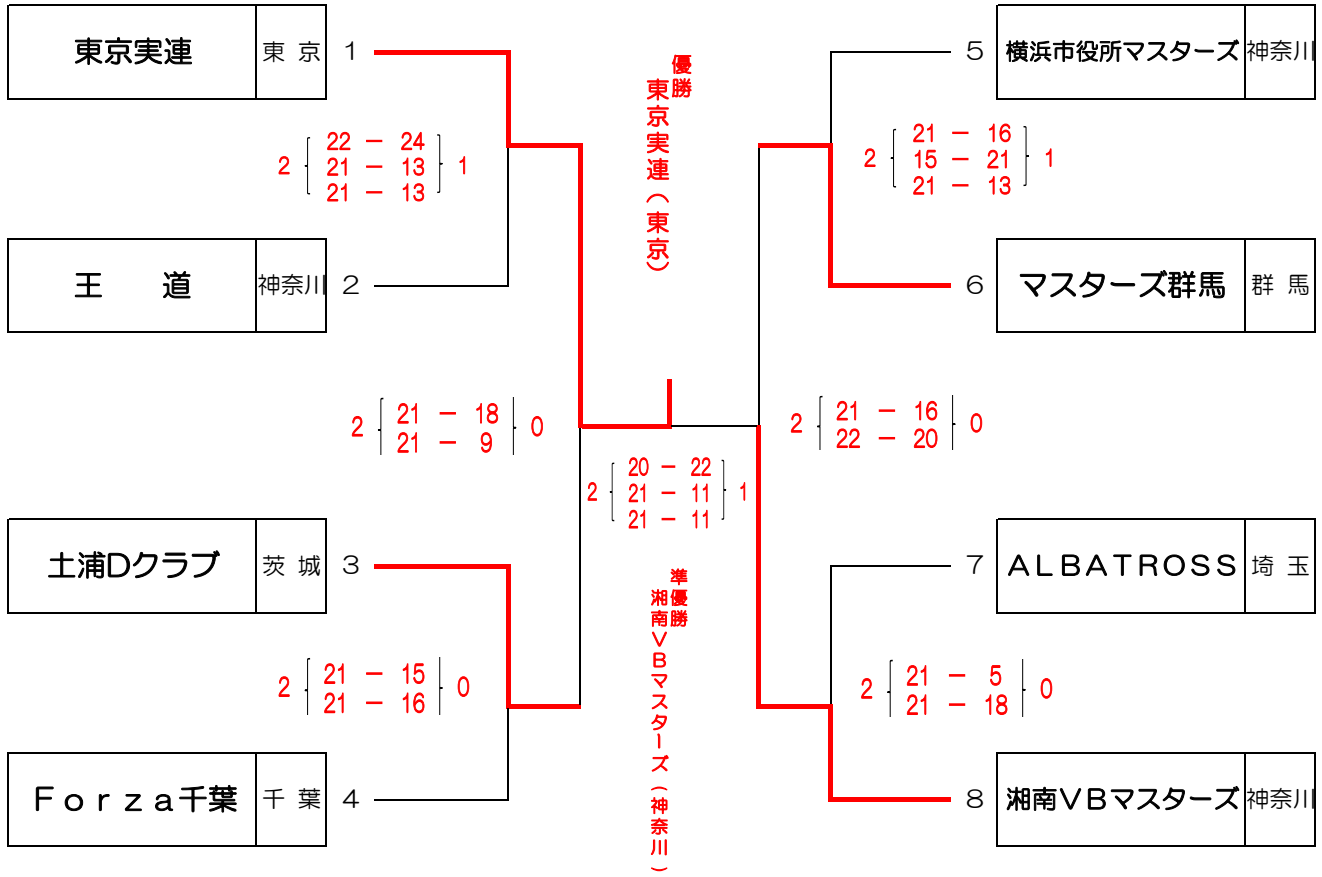 東京実連 東京 1
2 22 － 24 1
21 － 13
21 － 13
王　道 神奈川 2
2 21 － 18 0
21 － 9
土浦Dクラブ 茨城 3
2 21 － 15 0
21 － 16
Ｆｏｒｚａ千葉 千葉 4
優勝
東京実連（東京）
2 20 － 22 1
21 － 11
21 － 11
準優勝
湘南ＶＢマスターズ（神奈川）
5 横浜市役所マスターズ 神奈川
2 21 － 16 1
15 － 21
21 － 13
6 マスターズ群馬 群馬
2 21 － 16 0
22 － 20
7 ＡＬＢＡＴＲＯＳＳ 埼玉
2 21 － 5 0
21 － 18
8 湘南ＶＢマスターズ 神奈川